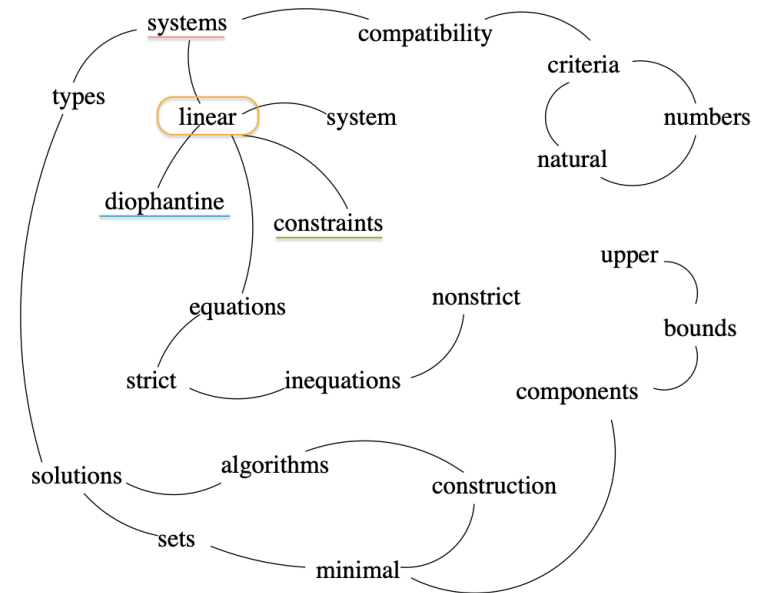 systems
compatibility
criteria
types
linear
system
numbers
natural
diophantine
constraints
upper
equations
nonstrict
bounds
strict
inequations
components
solutions
algorithms
construction
sets
minimal